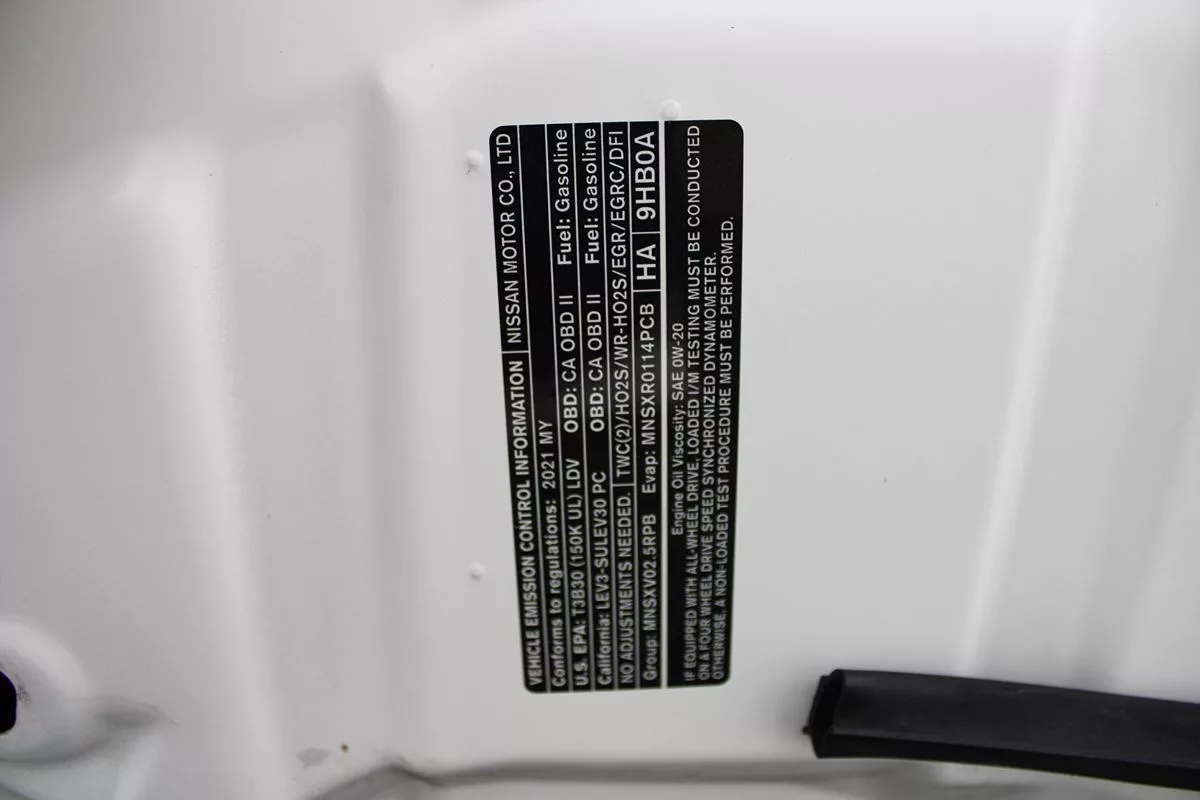 VEHICLE EMISSION CONTROL INFORMATION | NISSAN MOTOR CO., LTD
Conforms to regulations: 2021 MY
U.S. EPA: T3B30 (150K UL) LDV OBD: CA OBD II Fuel: Gasoline
California: LEV3-SULEV30 PC OBD: CA OBD II Fuel: Gasoline
NO ADJUSTMENTS NEEDED. | TWC(2)/HO2S/WR-HO2S/EGR/EGRC/DFI
Group: MNSXV02.5RPB Evap: MNSXR0114PCB | HA | 9HB0A
Engine Oil Viscosity: SAE 0W-20
IF EQUIPPED WITH ALL-WHEEL DRIVE, LOADED I/M TESTING MUST BE CONDUCTED
ON A FOUR WHEEL DRIVE SPEED SYNCHRONIZED DYNAMOMETER.
OTHERWISE, A NON-LOADED TEST PROCEDURE MUST BE PERFORMED.